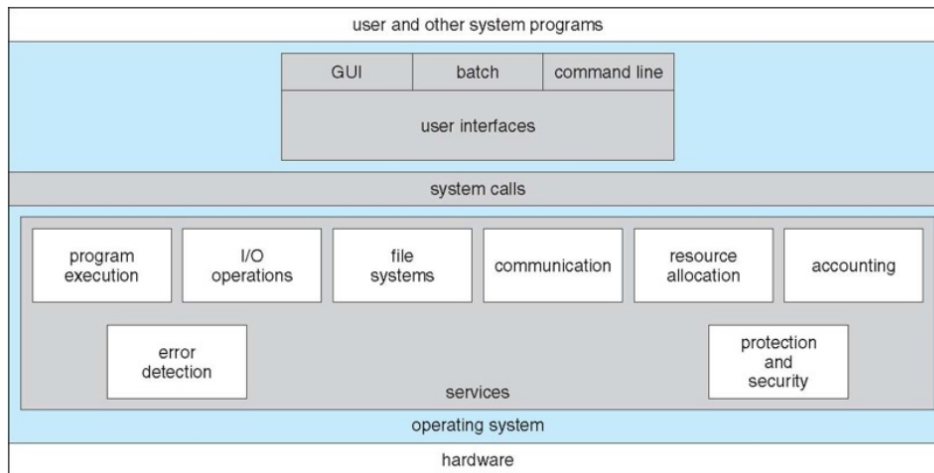 user and other system programs
GUI
batch
command line
user interfaces
system calls
program
execution
I/O
operations
file
systems
communication
resource
allocation
accounting
error
detection
protection
and
security
services
operating system
hardware